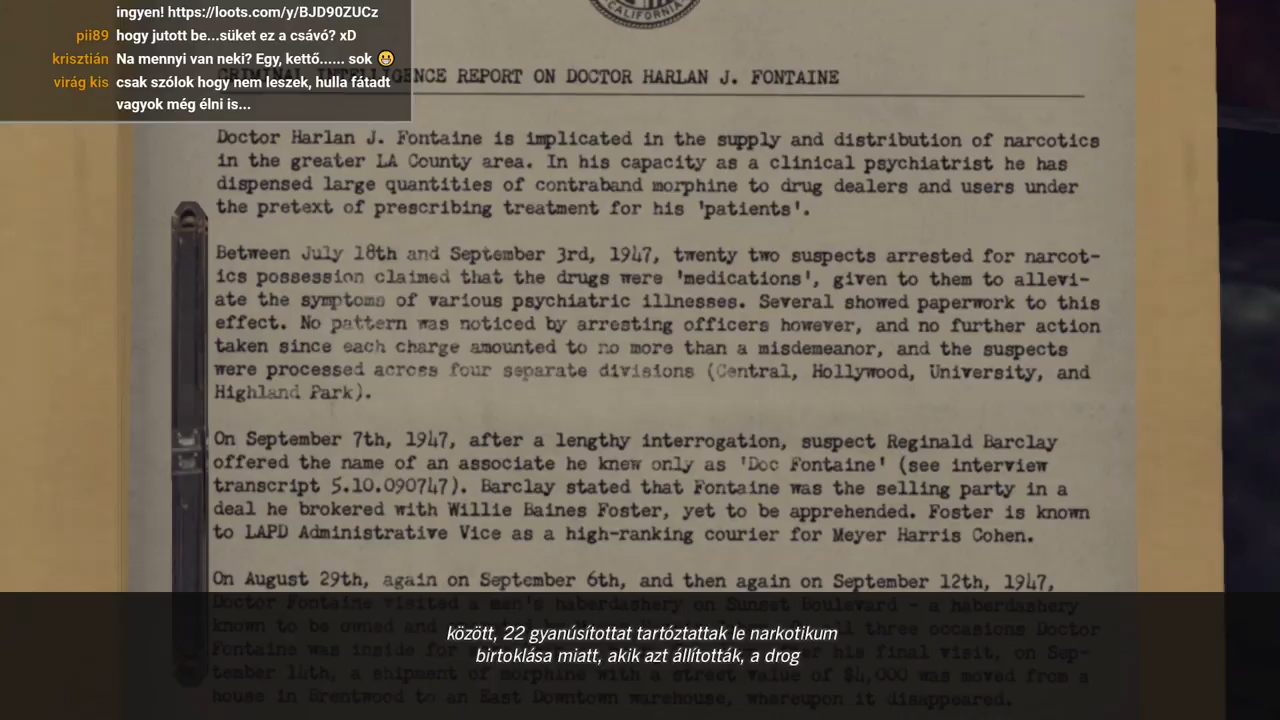 ingyen! https://loots.com/y/BJD90ZUCz
pii89 hogy jutott be...süket ez a csávó? xD
krisztián Na mennyi van neki? Egy, kettő...... sok 😀
virág kis csak szólok hogy nem leszek, hulla fátadt
vagyok még élni is...
CALIFORNIA
CRIMINAL INTELLIGENCE REPORT ON DOCTOR HARLAN J. FONTAINE
Doctor Harlan J. Fontaine is implicated in the supply and distribution of narcotics
in the greater LA County area. In his capacity as a clinical psychiatrist he has
dispensed large quantities of contraband morphine to drug dealers and users under
the pretext of prescribing treatment for his 'patients'.
Between July 18th and September 3rd, 1947, twenty two suspects arrested for narcot-
ics possession claimed that the drugs were 'medications', given to them to allevi-
ate the symptoms of various psychiatric illnesses. Several showed paperwork to this
effect. No pattern was noticed by arresting officers however, and no further action
taken since each charge amounted to no more than a misdemeanor, and the suspects
were processed across four separate divisions (Central, Hollywood, University, and
Highland Park).
On September 7th, 1947, after a lengthy interrogation, suspect Reginald Barclay
offered the name of an associate he knew only as 'Doc Fontaine' (see interview
transcript 5.10.090747). Barclay stated that Fontaine was the selling party in a
deal he brokered with Willie Baines Foster, yet to be apprehended. Foster is known
to LAPD Administrative Vice as a high-ranking courier for Meyer Harris Cohen.
On August 29th, again on September 6th, and then again on September 12th, 1947,
Doctor Fontaine visited a men's haberdashery on Sunset Boulevard - a haberdashery
known to be owned and all three occasions Doctor
Fontaine was inside for his final visit, on Sep-
tember 14th, a shipment of morphine with a street value of $4,000 was moved from a
house in Brentwood to an East Downtown warehouse, whereupon it disappeared.
között, 22 gyanúsítottat tartóztattak le narkotikum
birtoklása miatt, akik azt állították, a drog